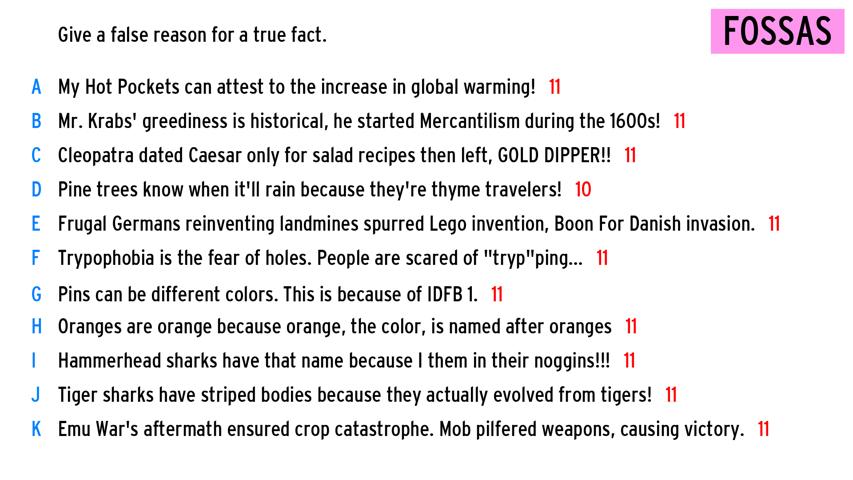 Give a false reason for a true fact.
FOSSAS
A My Hot Pockets can attest to the increase in global warming! 11
B Mr. Krabs' greediness is historical, he started Mercantilism during the 1600s! 11
C Cleopatra dated Caesar only for salad recipes then left, GOLD DIPPER!! 11
D Pine trees know when it'll rain because they're thyme travelers! 10
E Frugal Germans reinventing landmines spurred Lego invention, Boon For Danish invasion. 11
F Trypophobia is the fear of holes. People are scared of "tryp"ping... 11
G Pins can be different colors. This is because of IDFB 1. 11
H Oranges are orange because orange, the color, is named after oranges 11
I Hammerhead sharks have that name because I them in their noggins!!! 11
J Tiger sharks have striped bodies because they actually evolved from tigers! 11
K Emu War's aftermath ensured crop catastrophe. Mob pilfered weapons, causing victory. 11